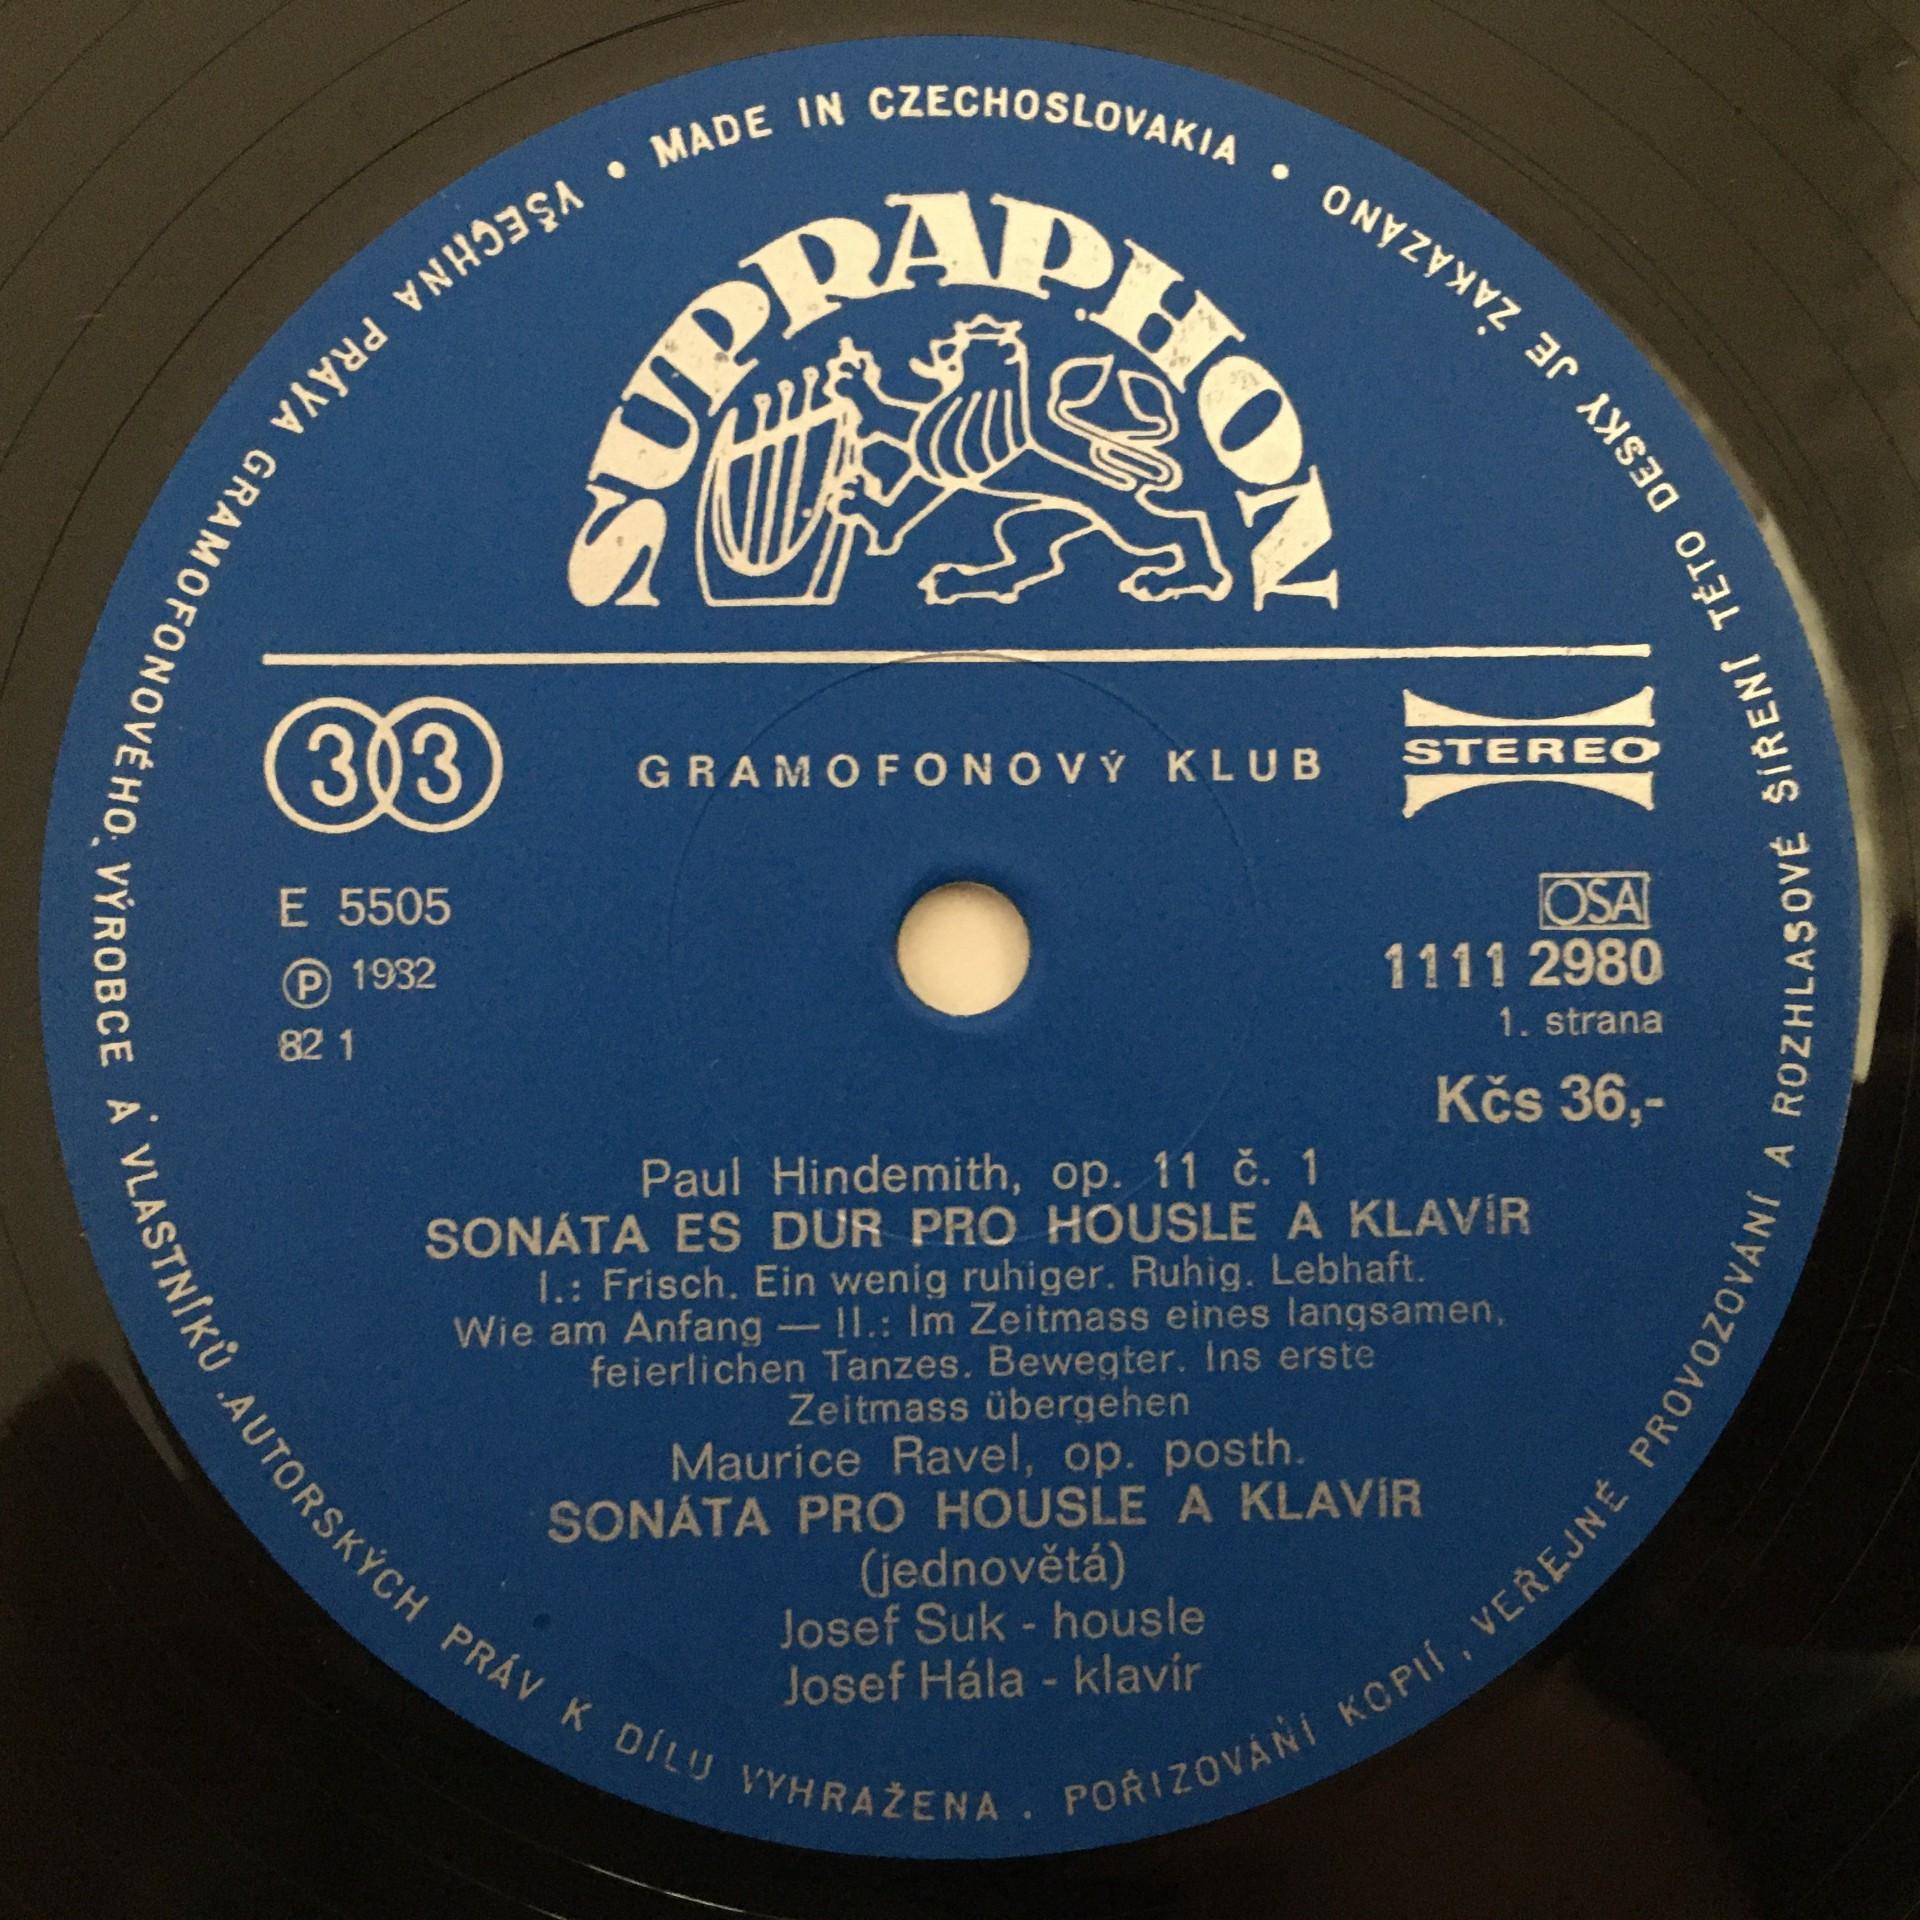 MADE IN CZECHOSLOVAKIA
VŠECHNA PRÁVA GRAMOFONOVÉHO VÝROBCE A VLASTNÍKŮ AUTORSKÝCH PRÁV K DÍLU VYHRAŽENA . POŘIZOVÁNÍ KOPIÍ, VEŘEJNÉ PROVOZOVÁNÍ A ROZHLASOVÉ ŠÍŘENÍ TÉTO DESKY JE ZAKÁZÁNO
SUPRAPHON
33
GRAMOFONOVÝ KLUB
STEREO
E 5505
Ⓟ 1982
82 1
OSA
1111 2980
1. strana
Kčs 36,-
Paul Hindemith, op. 11 č. 1
SONÁTA ES DUR PRO HOUSLE A KLAVÍR
I.: Frisch. Ein wenig ruhiger. Ruhig. Lebhaft.
Wie am Anfang — II.: Im Zeitmass eines langsamen,
feierlichen Tanzes. Bewegter. Ins erste
Zeitmass übergehen
Maurice Ravel, op. posth.
SONÁTA PRO HOUSLE A KLAVÍR
(jednovětá)
Josef Suk - housle
Josef Hála - klavír